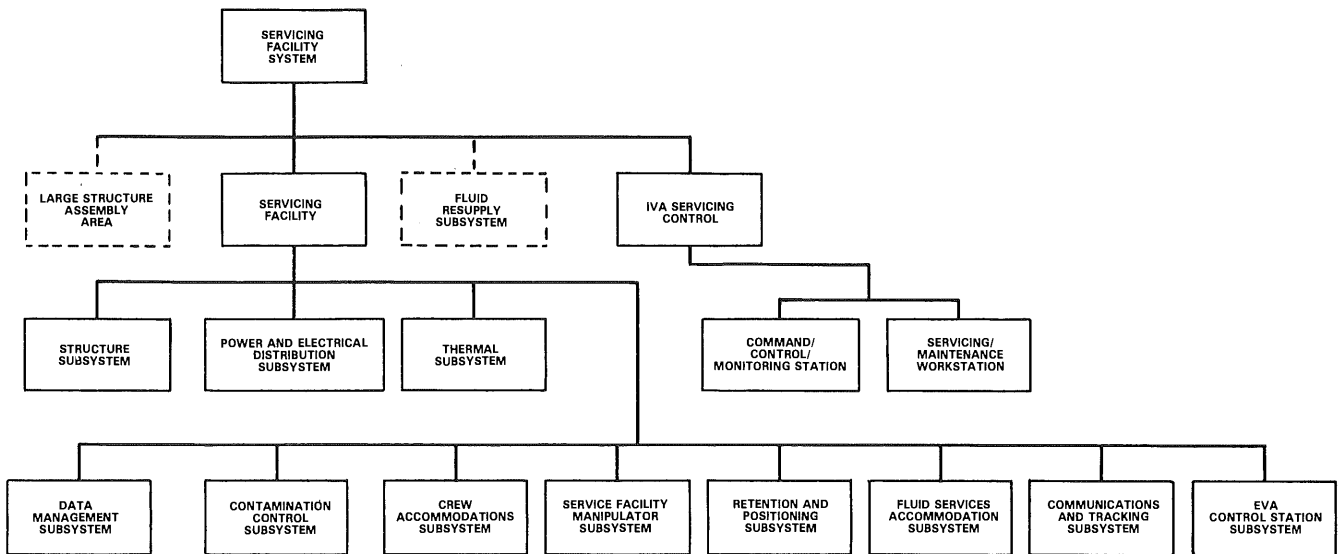 SERVICING
FACILITY
SYSTEM
LARGE STRUCTURE
ASSEMBLY
AREA
SERVICING
FACILITY
FLUID
RESUPPLY
SUBSYSTEM
IVA SERVICING
CONTROL
STRUCTURE
SUBSYSTEM
POWER AND ELECTRICAL
DISTRIBUTION
SUBSYSTEM
THERMAL
SUBSYSTEM
COMMAND/
CONTROL/
MONITORING STATION
SERVICING/
MAINTENANCE
WORKSTATION
DATA
MANAGEMENT
SUBSYSTEM
CONTAMINATION
CONTROL
SUBSYSTEM
CREW
ACCOMMODATIONS
SUBSYSTEM
SERVICE FACILITY
MANIPULATOR
SUBSYSTEM
RETENTION AND
POSITIONING
SUBSYSTEM
FLUID SERVICES
ACCOMMODATION
SUBSYSTEM
COMMUNICATIONS
AND TRACKING
SUBSYSTEM
EVA
CONTROL STATION
SUBSYSTEM